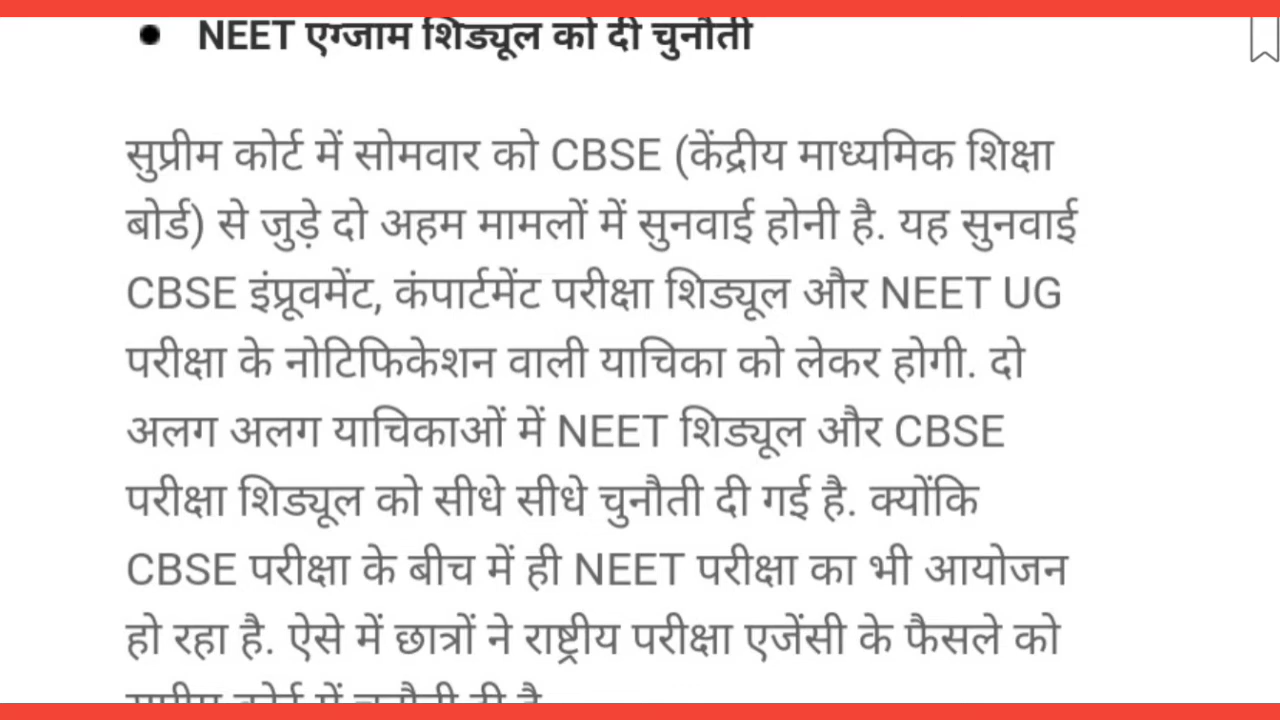 • NEET एग्जाम शिड्यूल को दी चुनौती
सुप्रीम कोर्ट में सोमवार को CBSE (केंद्रीय माध्यमिक शिक्षा
बोर्ड) से जुड़े दो अहम मामलों में सुनवाई होनी है. यह सुनवाई
CBSE इंप्रूवमेंट, कंपार्टमेंट परीक्षा शिड्यूल और NEET UG
परीक्षा के नोटिफिकेशन वाली याचिका को लेकर होगी. दो
अलग अलग याचिकाओं में NEET शिड्यूल और CBSE
परीक्षा शिड्यूल को सीधे सीधे चुनौती दी गई है. क्योंकि
CBSE परीक्षा के बीच में ही NEET परीक्षा का भी आयोजन
हो रहा है. ऐसे में छात्रों ने राष्ट्रीय परीक्षा एजेंसी के फैसले को